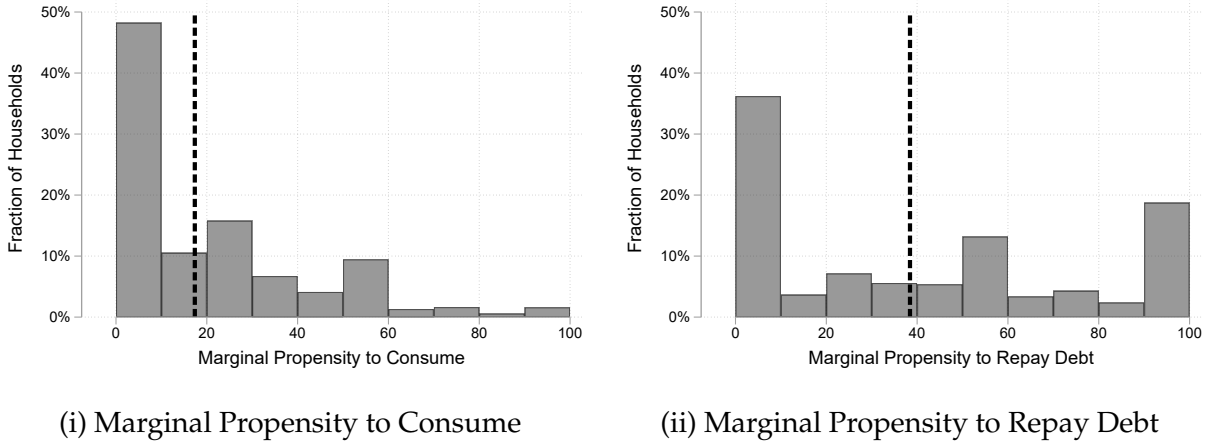 50%
40%
30%
20%
10%
0%
Fraction of Households
0 20 40 60 80 100
Marginal Propensity to Consume
(i) Marginal Propensity to Consume
50%
40%
30%
20%
10%
0%
Fraction of Households
0 20 40 60 80 100
Marginal Propensity to Repay Debt
(ii) Marginal Propensity to Repay Debt